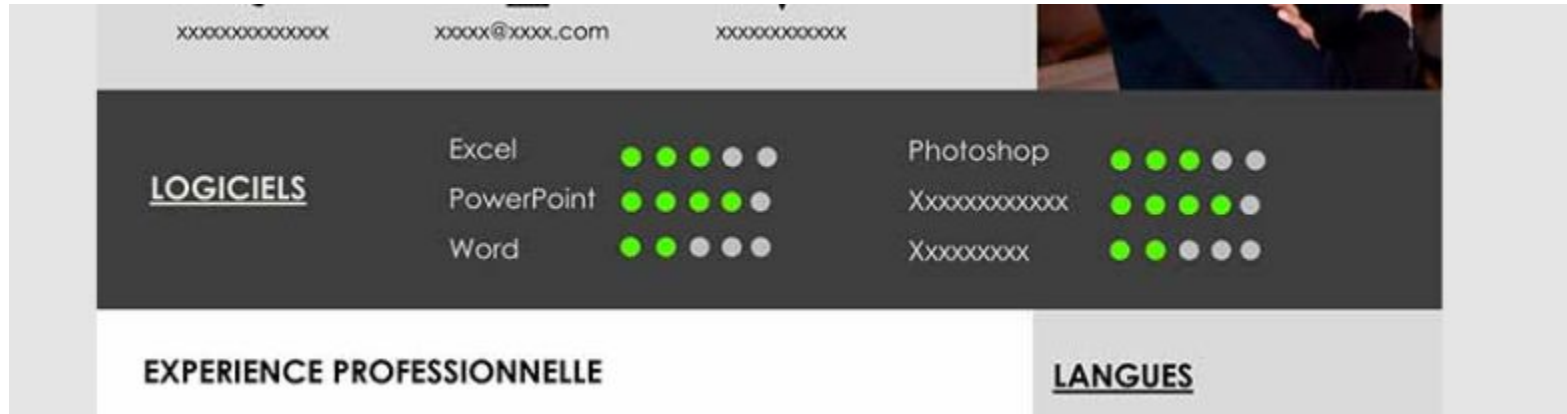 xxxxxxxxxxxxxx xxxxx@xxxx.com xxxxxxxxxxxx
LOGICIELS
Excel
PowerPoint
Word
Photoshop
Xxxxxxxxxxxx
Xxxxxxxxx
EXPERIENCE PROFESSIONNELLE
LANGUES